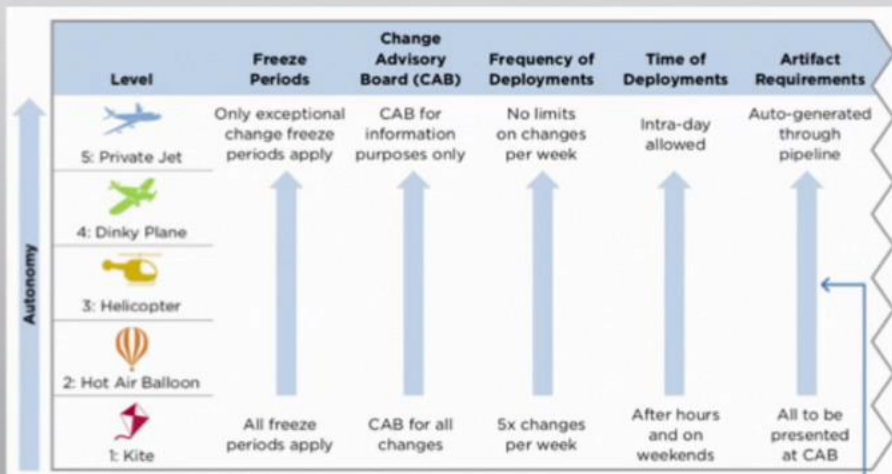 Level
Freeze
Periods
Change
Advisory
Board (CAB)
Frequency of
Deployments
Time of
Deployments
Artifact
Requirements
Autonomy
5: Private Jet
Only exceptional
change freeze
periods apply
CAB for
information
purposes only
No limits
on changes
per week
Intra-day
allowed
Auto-generated
through
pipeline
4: Dinky Plane
3: Helicopter
2: Hot Air Balloon
1: Kite
All freeze
periods apply
CAB for all
changes
5x changes
per week
After hours
and on
weekends
All to be
presented
at CAB